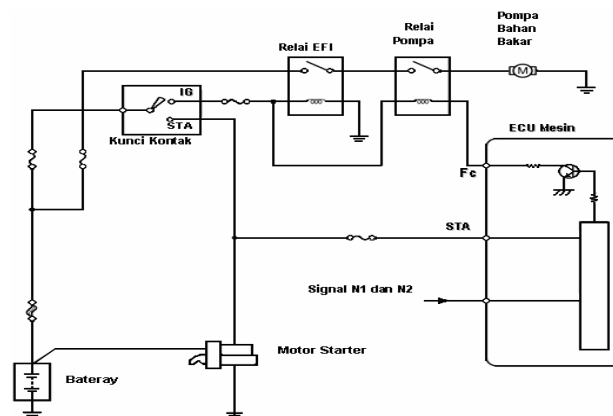 Pompa
Bahan
Bakar
Relai
Pompa
Relai EFI
IG
STA
Kunci Kontak
M
ECU Mesin
Fc
STA
Signal N1 dan N2
Motor Starter
Bateray